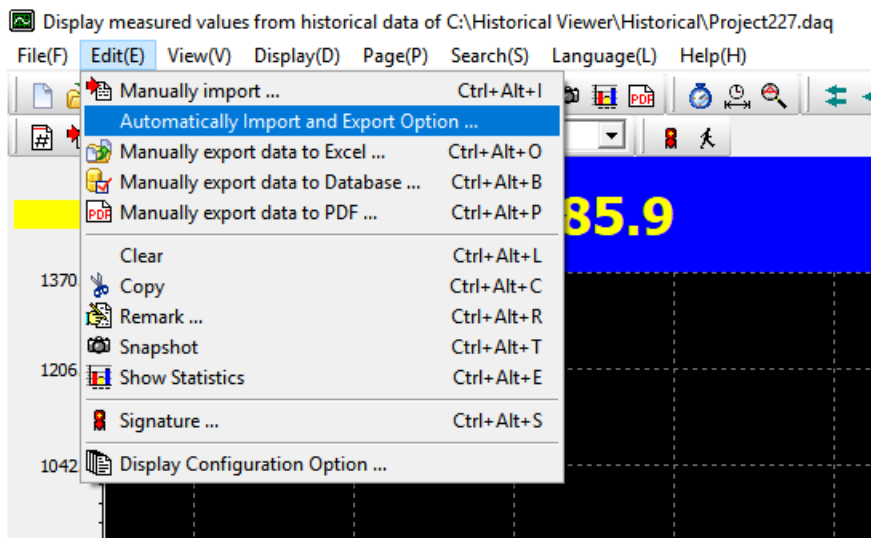 Display measured values from historical data of C:\Historical Viewer\Historical\Project227.daq
File(F) Edit(E) View(V) Display(D) Page(P) Search(S) Language(L) Help(H)
Manually import ... Ctrl+Alt+I
Automatically Import and Export Option ...
Manually export data to Excel ... Ctrl+Alt+O
Manually export data to Database ... Ctrl+Alt+B
PDF Manually export data to PDF ... Ctrl+Alt+P
Clear Ctrl+Alt+L
Copy Ctrl+Alt+C
Remark ... Ctrl+Alt+R
Snapshot Ctrl+Alt+T
Show Statistics Ctrl+Alt+E
Signature ... Ctrl+Alt+S
Display Configuration Option ...
PDF
#
85.9
1370
1206
1042